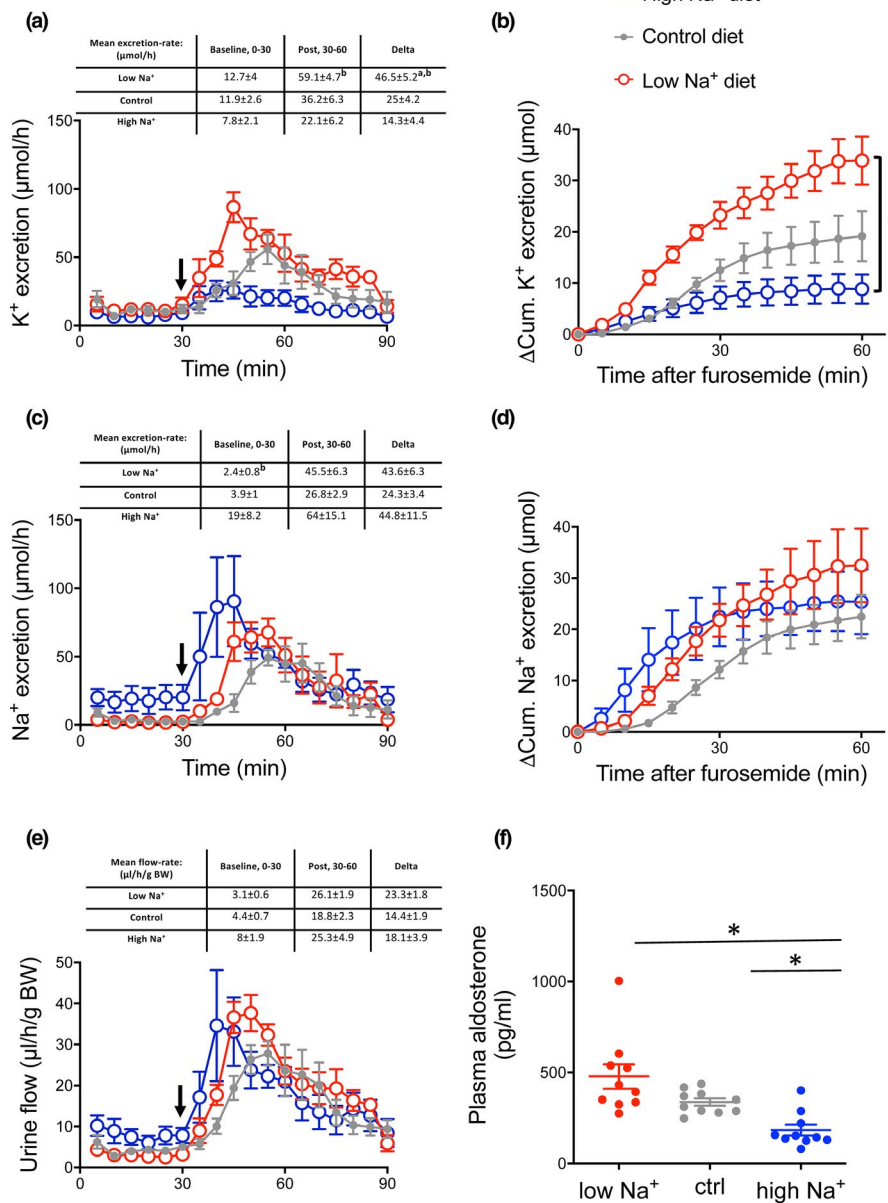 High Na⁺ diet
Control diet
Low Na⁺ diet
(a)
Mean excretion-rate: (μmol/h) Baseline, 0-30 Post, 30-60 Delta
Low Na⁺ 12.7±4 59.1±4.7ᵇ 46.5±5.2ᵃ,ᵇ
Control 11.9±2.6 36.2±6.3 25±4.2
High Na⁺ 7.8±2.1 22.1±6.2 14.3±4.4
K⁺ excretion (μmol/h)
150
100
50
0
0 30 60 90
Time (min)
(b)
ΔCum. K⁺ excretion (μmol)
40
30
20
10
0
0 30 60
Time after furosemide (min)
(c)
Mean excretion-rate: (μmol/h) Baseline, 0-30 Post, 30-60 Delta
Low Na⁺ 2.4±0.8ᵇ 45.5±6.3 43.6±6.3
Control 3.9±1 26.8±2.9 24.3±3.4
High Na⁺ 19±8.2 64±15.1 44.8±11.5
Na⁺ excretion (μmol/h)
150
100
50
0
0 30 60 90
Time (min)
(d)
ΔCum. Na⁺ excretion (μmol)
40
30
20
10
0
0 30 60
Time after furosemide (min)
(e)
Mean flow-rate: (μl/h/g BW) Baseline, 0-30 Post, 30-60 Delta
Low Na⁺ 3.1±0.6 26.1±1.9 23.3±1.8
Control 4.4±0.7 18.8±2.3 14.4±1.9
High Na⁺ 8±1.9 25.3±4.9 18.1±3.9
Urine flow (μl/h/g BW)
50
40
30
20
10
0
0 30 60 90
Time (min)
(f)
Plasma aldosterone
(pg/ml)
1500
1000
500
0
*
*
low Na⁺ ctrl high Na⁺